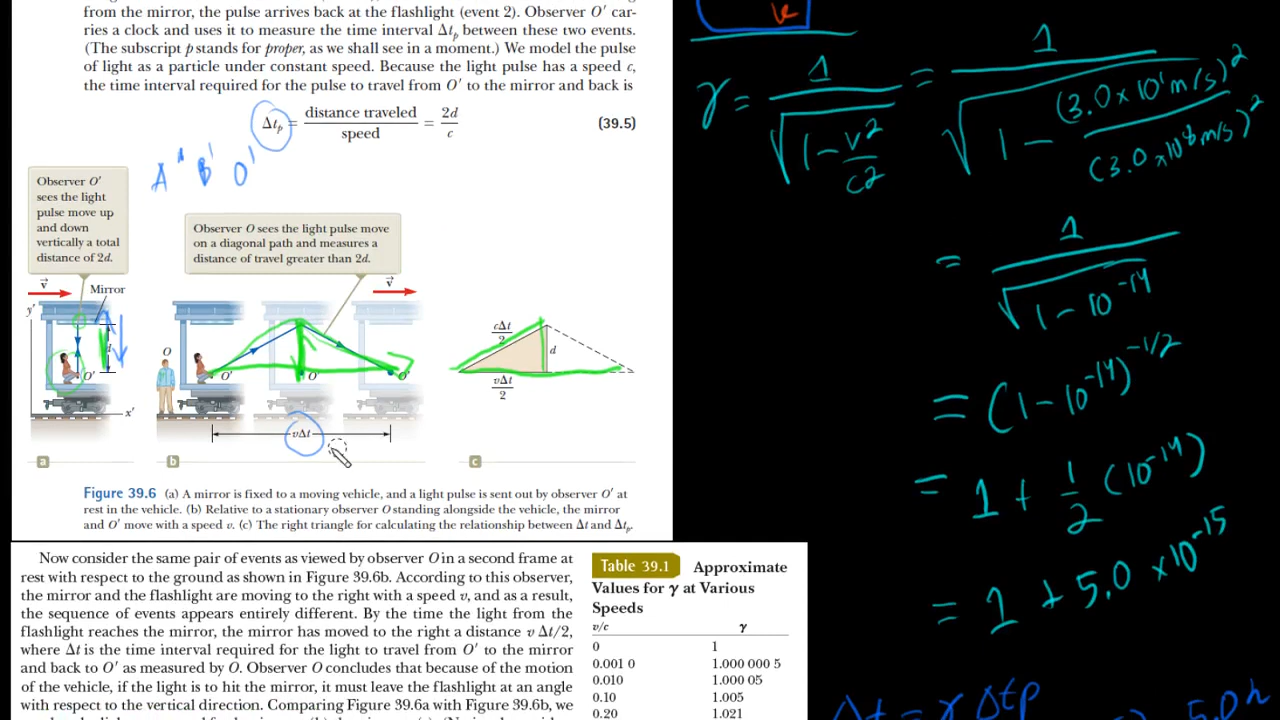 from the mirror, the pulse arrives back at the flashlight (event 2). Observer O′ car-
ries a clock and uses it to measure the time interval Δtp between these two events.
(The subscript p stands for proper, as we shall see in a moment.) We model the pulse
of light as a particle under constant speed. Because the light pulse has a speed c,
the time interval required for the pulse to travel from O′ to the mirror and back is
Δtp = distance traveled / speed = 2d / c (39.5)
A' B' O'
Observer O′
sees the light
pulse move up
and down
vertically a total
distance of 2d.
Observer O sees the light pulse move
on a diagonal path and measures a
distance of travel greater than 2d.
v
Mirror
y′
d
O′
x′
a
v
O
O′
O′
O′
vΔt
b
cΔt / 2
d
vΔt / 2
c
Figure 39.6 (a) A mirror is fixed to a moving vehicle, and a light pulse is sent out by observer O′ at
rest in the vehicle. (b) Relative to a stationary observer O standing alongside the vehicle, the mirror
and O′ move with a speed v. (c) The right triangle for calculating the relationship between Δt and Δtp.
Now consider the same pair of events as viewed by observer O in a second frame at
rest with respect to the ground as shown in Figure 39.6b. According to this observer,
the mirror and the flashlight are moving to the right with a speed v, and as a result,
the sequence of events appears entirely different. By the time the light from the
flashlight reaches the mirror, the mirror has moved to the right a distance v Δt/2,
where Δt is the time interval required for the light to travel from O′ to the mirror
and back to O′ as measured by O. Observer O concludes that because of the motion
of the vehicle, if the light is to hit the mirror, it must leave the flashlight at an angle
with respect to the vertical direction. Comparing Figure 39.6a with Figure 39.6b, we
Table 39.1 Approximate
Values for γ at Various
Speeds
v/c γ
0 1
0.001 0 1.000 000 5
0.010 1.000 05
0.10 1.005
0.20 1.021
γ = 1 / √(1 - v²/c²) = 1 / √(1 - (3.0 x 10¹ m/s)² / (3.0 x 10⁸ m/s)²)
= 1 / √(1 - 10⁻¹⁴)
= (1 - 10⁻¹⁴)^-1/2
= 1 + 1/2 (10⁻¹⁴)
= 1 + 5.0 x 10⁻¹⁵
Δt = γ Δtp
5.0h